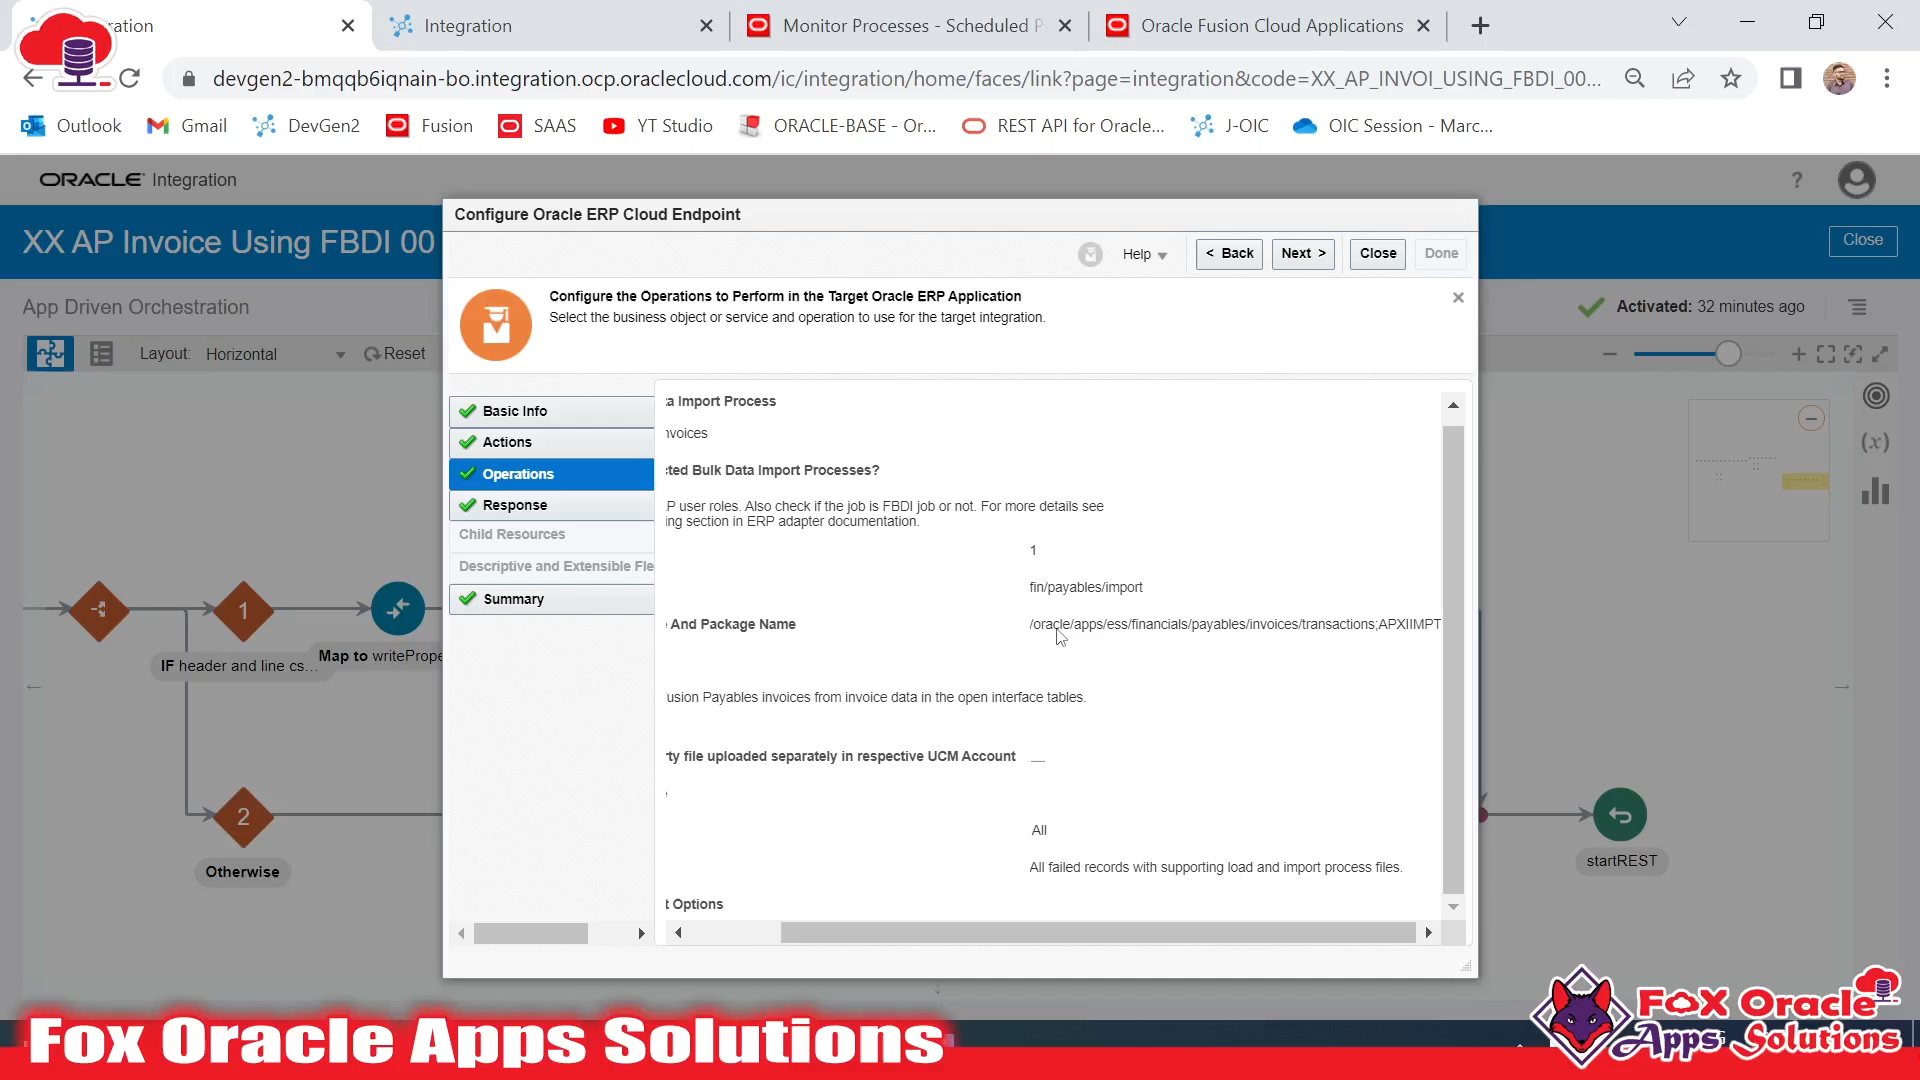 ration
Integration
Monitor Processes - Scheduled P
Oracle Fusion Cloud Applications
devgen2-bmqqb6iqnain-bo.integration.ocp.oraclecloud.com/ic/integration/home/faces/link?page=integration&code=XX_AP_INVOI_USING_FBDI_00...
Outlook
Gmail
DevGen2
Fusion
SAAS
YT Studio
ORACLE-BASE - Or...
REST API for Oracle...
J-OIC
OIC Session - Marc...
ORACLE Integration
?
XX AP Invoice Using FBDI 00
Close
App Driven Orchestration
Activated: 32 minutes ago
Layout: Horizontal
Reset
Configure Oracle ERP Cloud Endpoint
Help
< Back
Next >
Close
Done
Configure the Operations to Perform in the Target Oracle ERP Application
Select the business object or service and operation to use for the target integration.
Basic Info
Actions
Operations
Response
Child Resources
Descriptive and Extensible Fle
Summary
a Import Process
nvoices
ted Bulk Data Import Processes?
P user roles. Also check if the job is FBDI job or not. For more details see
ing section in ERP adapter documentation.
1
fin/payables/import
e And Package Name
/oracle/apps/ess/financials/payables/invoices/transactions;APXIIMPT
usion Payables invoices from invoice data in the open interface tables.
rty file uploaded separately in respective UCM Account
All
All failed records with supporting load and import process files.
t Options
(x)
1
IF header and line cs...
Map to writePrope
2
Otherwise
startREST
Fox Oracle Apps Solutions
Fox Oracle
Apps Solutions